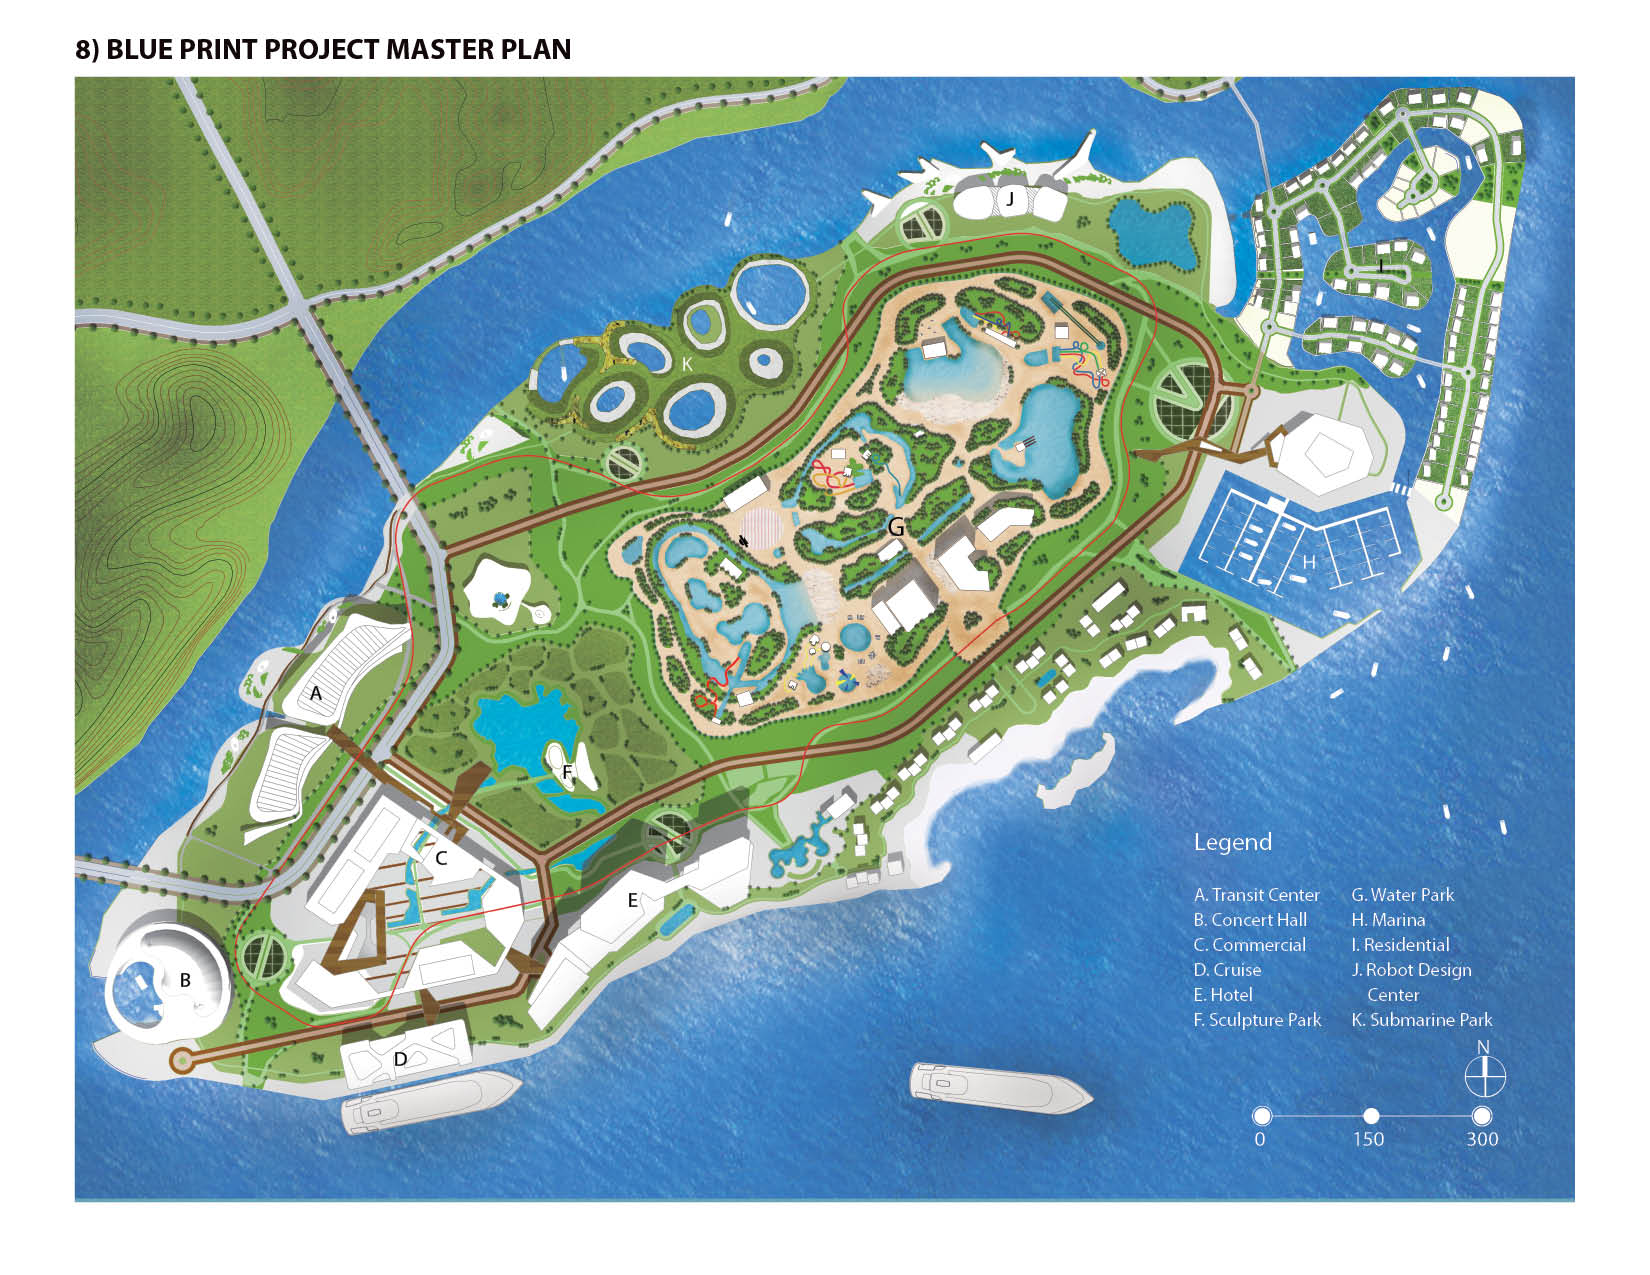 8) BLUE PRINT PROJECT MASTER PLAN
J
I
K
G
H
A
F
C
E
B
D
Legend
A. Transit Center
B. Concert Hall
C. Commercial
D. Cruise
E. Hotel
F. Sculpture Park
G. Water Park
H. Marina
I. Residential
J. Robot Design
Center
K. Submarine Park
N
0 150 300